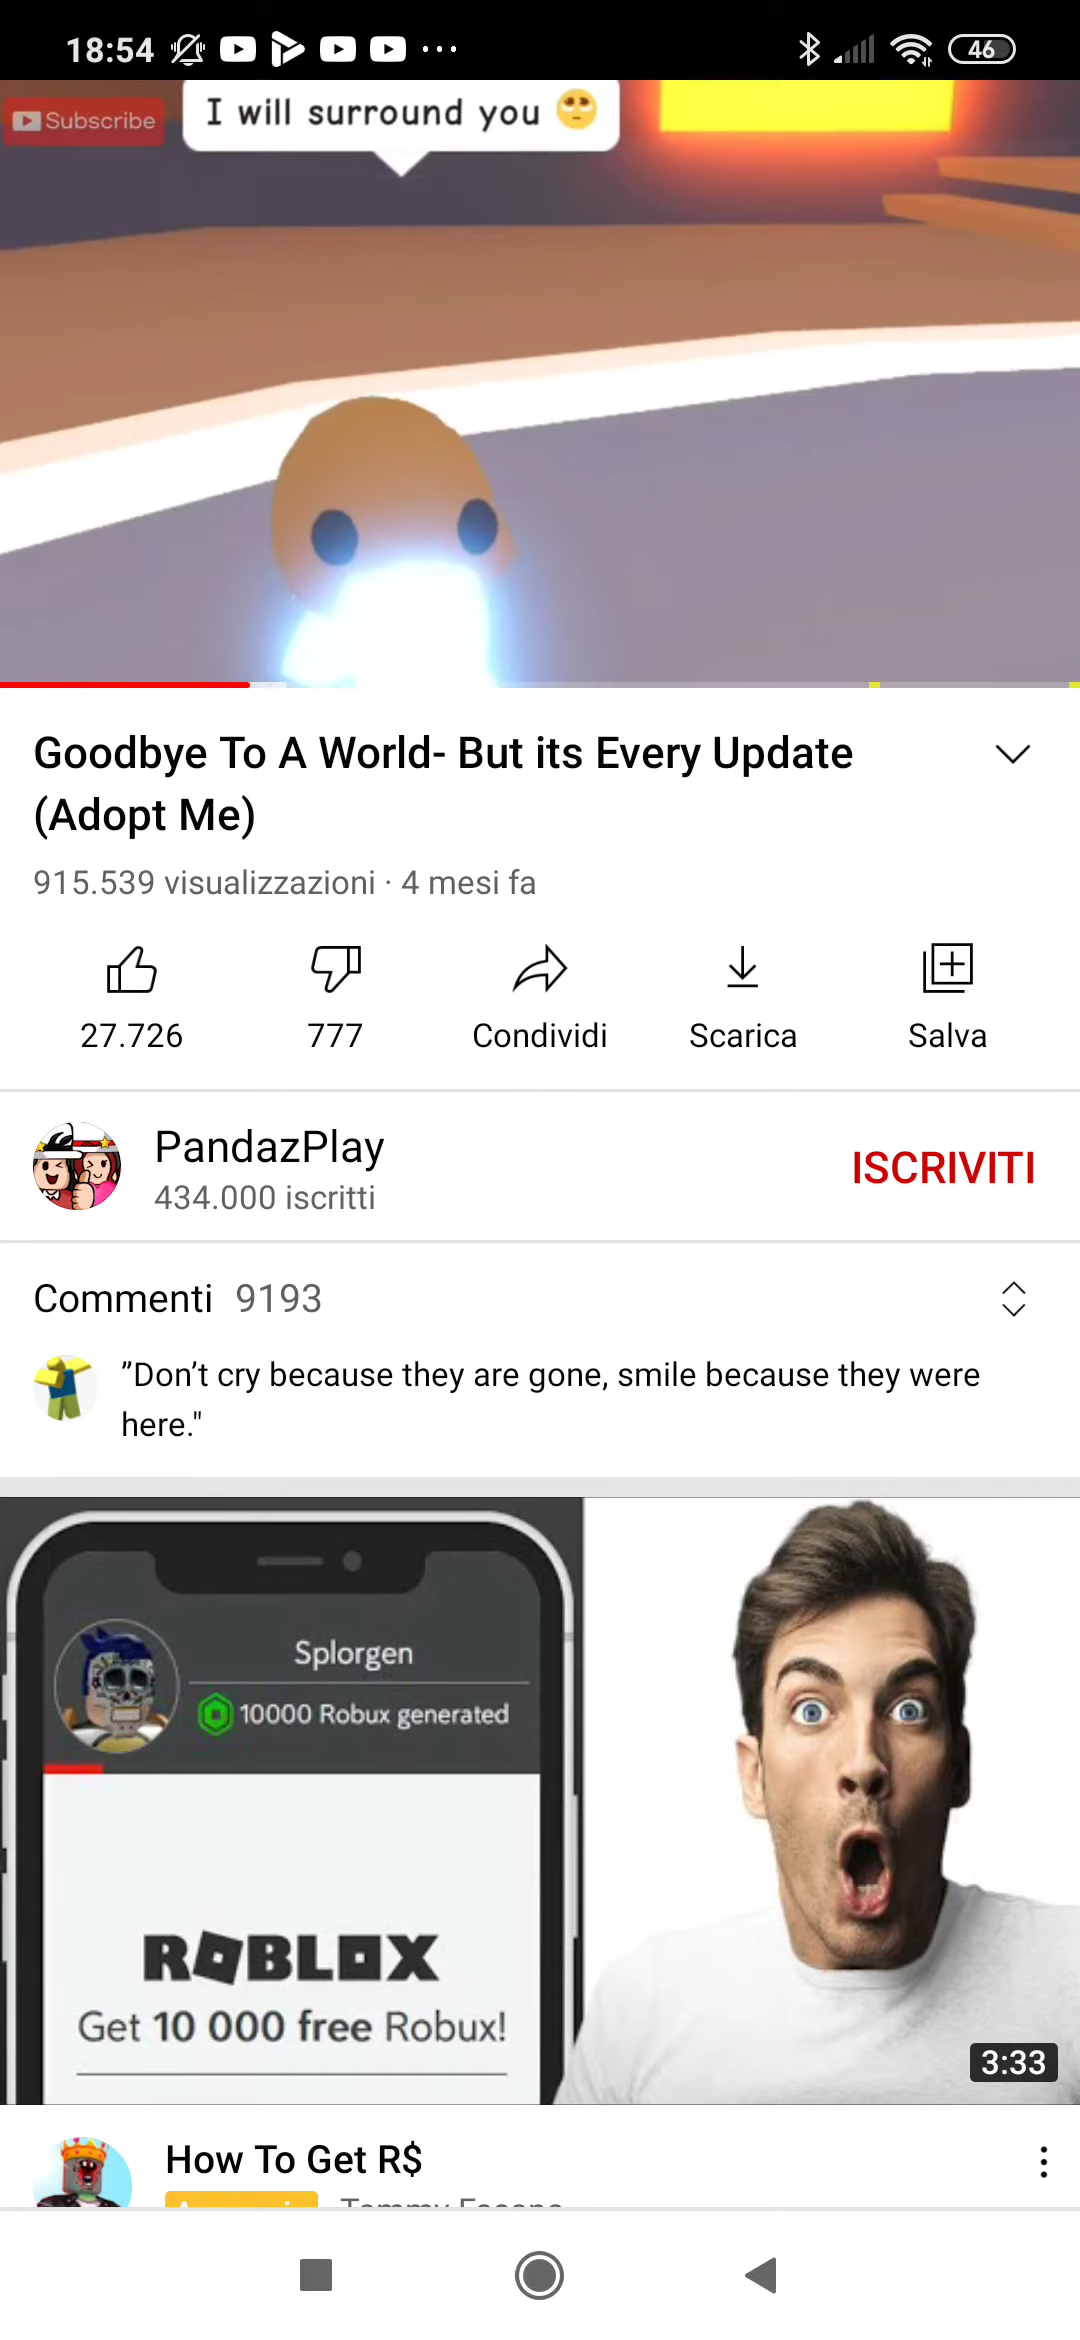 18:54
46
Subscribe
I will surround you
Goodbye To A World- But its Every Update
(Adopt Me)
915.539 visualizzazioni · 4 mesi fa
27.726
777
Condividi
Scarica
Salva
PandazPlay
434.000 iscritti
ISCRIVITI
Commenti 9193
”Don’t cry because they are gone, smile because they were
here."
Splorgen
10000 Robux generated
ROBLOX
Get 10 000 free Robux!
3:33
How To Get R$